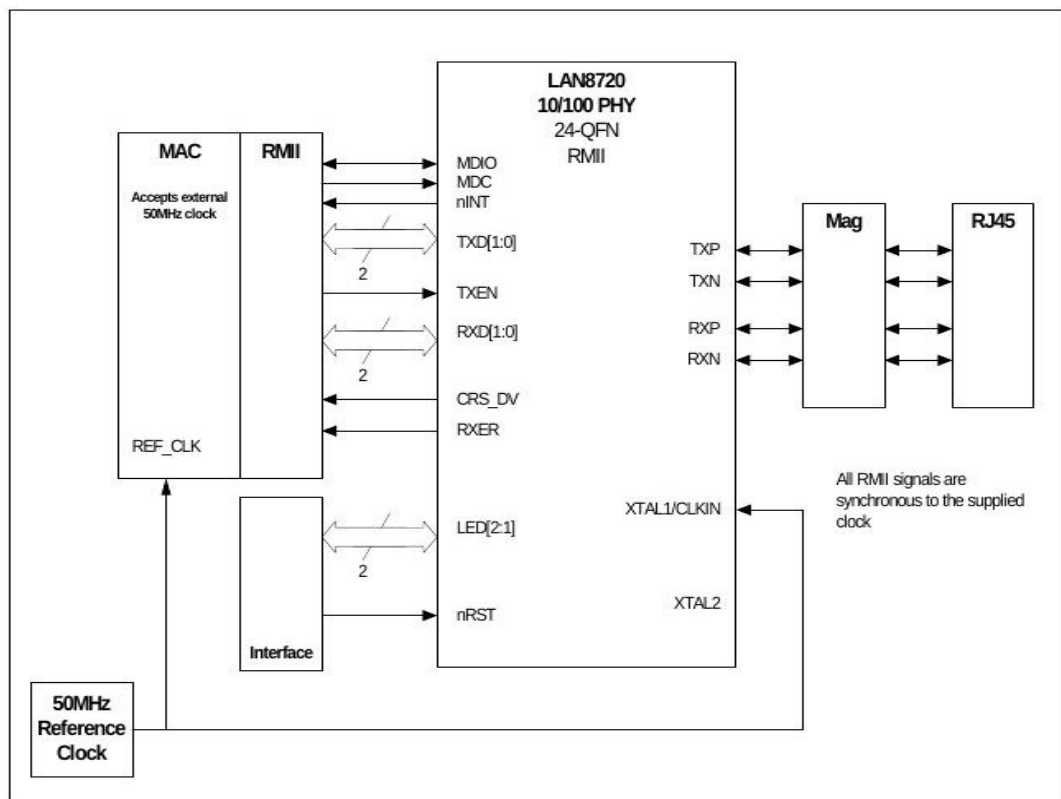 LAN8720
10/100 PHY
24-QFN
RMII
MAC
RMII
Accepts external
50MHz clock
REF_CLK
MDIO
MDC
nINT
TXD[1:0]
2
TXEN
RXD[1:0]
2
CRS_DV
RXER
LED[2:1]
2
nRST
Interface
TXP
TXN
RXP
RXN
XTAL1/CLKIN
XTAL2
Mag
RJ45
All RMII signals are
synchronous to the supplied
clock
50MHz
Reference
Clock